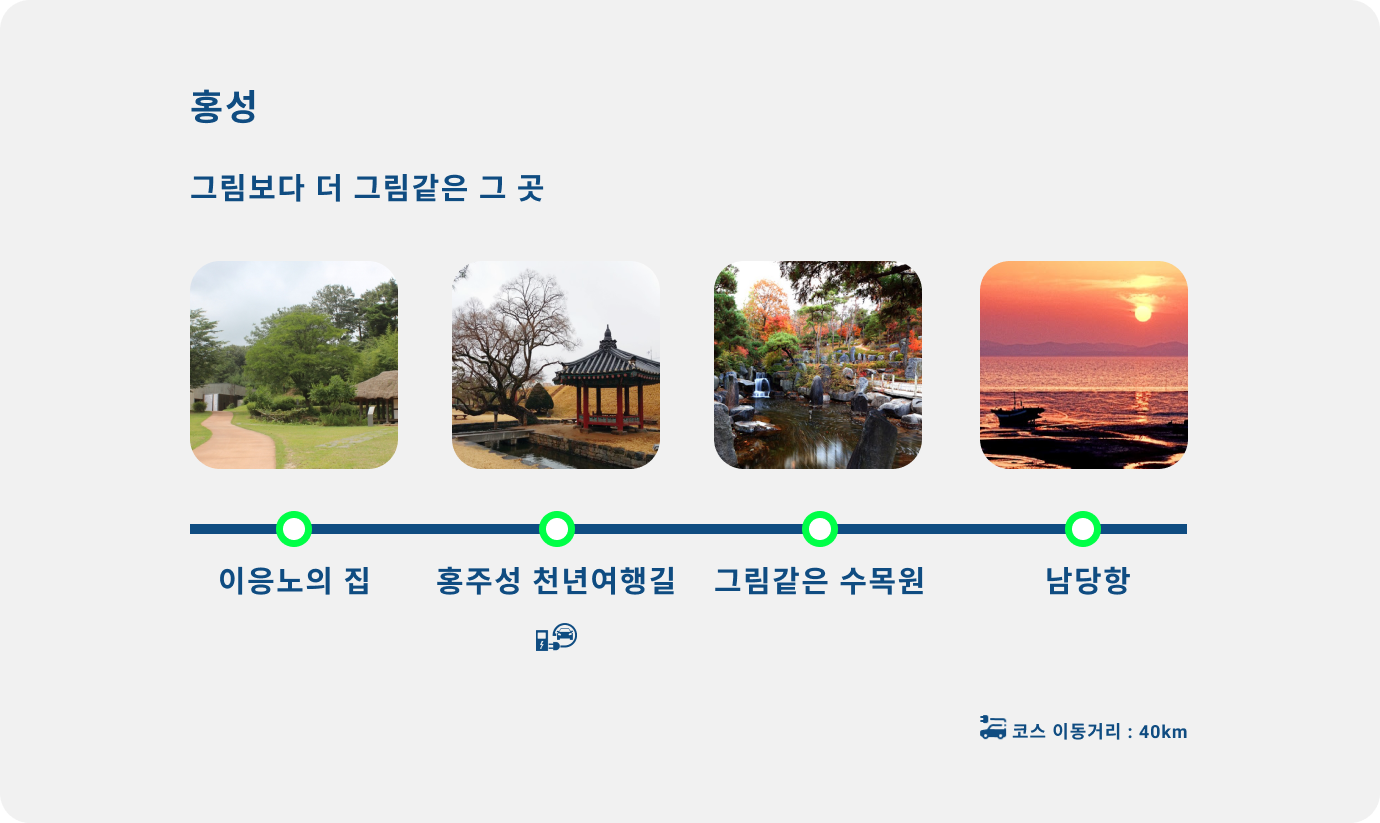 홍성
그림보다 더 그림같은 그 곳
이응노의 집
홍주성 천년여행길
그림같은 수목원
남당항
코스 이동거리 : 40km